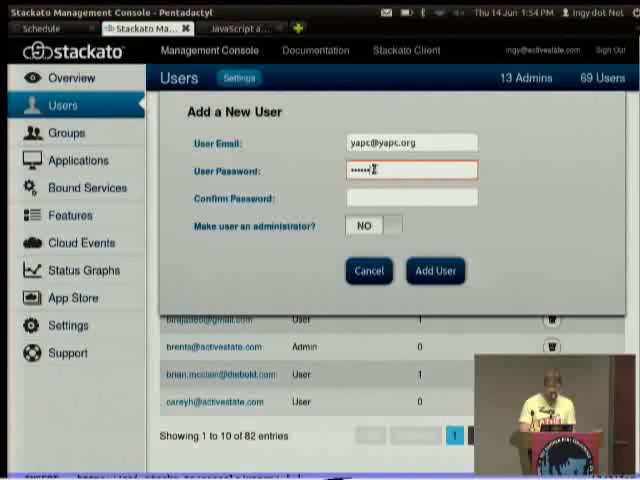 Stackato Management Console - Pentadactyl
Thu 14 Jun 1:54 PM Ingy dot Net
Schedule Stackato Ma... JavaScript a...
stackato Management Console Documentation Stackato Client ingy@activestate.com Sign Out
Overview
Users
Groups
Applications
Bound Services
Features
Cloud Events
Status Graphs
App Store
Settings
Support
Users Settings 13 Admins 69 Users
Add a New User
User Email: yapc@yapc.org
User Password: ••••••
Confirm Password:
Make user an administrator? NO
Cancel Add User
User 1
brenta@activestate.com Admin 0
brian.mcclain@diebold.com User 1
careyh@activestate.com User 0
Showing 1 to 10 of 82 entries 1